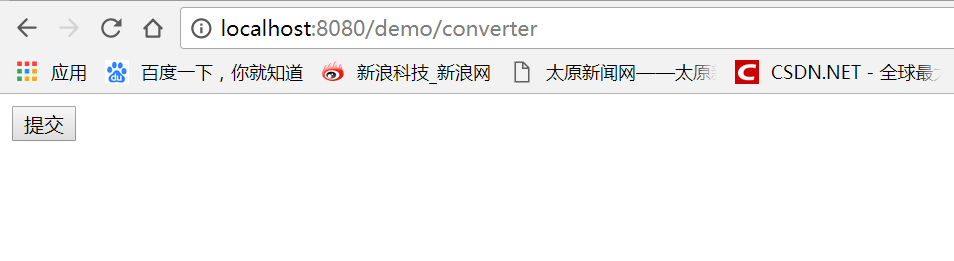 localhost:8080/demo/converter
应用 百度一下，你就知道 新浪科技_新浪网 太原新闻网——太原 CSDN.NET - 全球最
提交